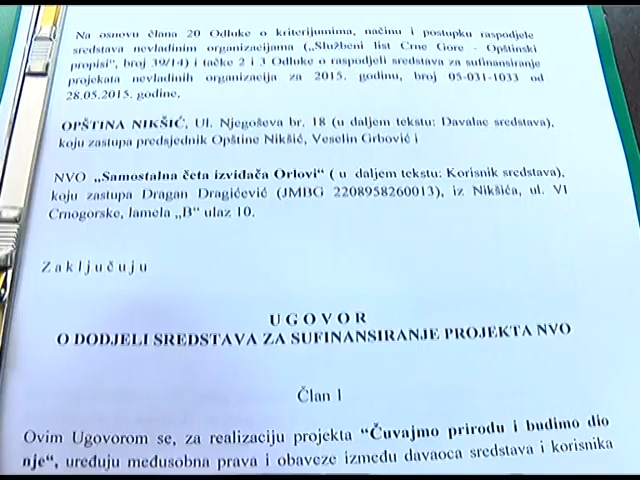 Na osnovu člana 20 Odluke o kriterijumima, načinu i postupku raspodjele
sredstava nevladinim organizacijama („Službeni list Crne Gore - Opštinski
propisi“, broj 39/14) i tačke 2 i 3 Odluke o raspodjeli sredstava za sufinansiranje
projekata nevladinih organizacija za 2015. godinu, broj 05-031-1033 od
28.05.2015. godine,
OPŠTINA NIKŠIĆ, Ul. Njegoševa br. 18 (u daljem tekstu: Davalac sredstava),
koju zastupa predsjednik Opštine Nikšić, Veselin Grbović i
NVO „Samostalna četa izviđača Orlovi“ ( u daljem tekstu: Korisnik sredstava),
koju zastupa Dragan Dragićević (JMBG 2208958260013), iz Nikšića, ul. VI
Crnogorske, lamela „B“ ulaz 10.
Z a k lj u č u j u
U G O V O R
O DODJELI SREDSTAVA ZA SUFINANSIRANJE PROJEKTA NVO
Član 1
Ovim Ugovorom se, za realizaciju projekta “Čuvajmo prirodu i budimo dio
nje“, uređuju međusobna prava i obaveze između davaoca sredstava i korisnika